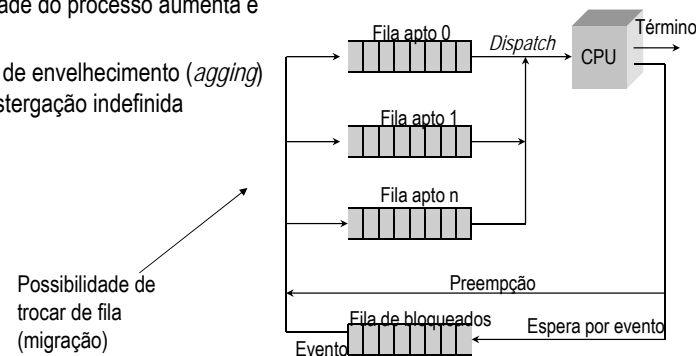 ade do processo aumenta e
de envelhecimento (agging)
stergação indefinida
Fila apto 0
Dispatch
CPU
Término
Fila apto 1
Fila apto n
Possibilidade de
trocar de fila
(migração)
Preempção
Fila de bloqueados
Espera por evento
Evento